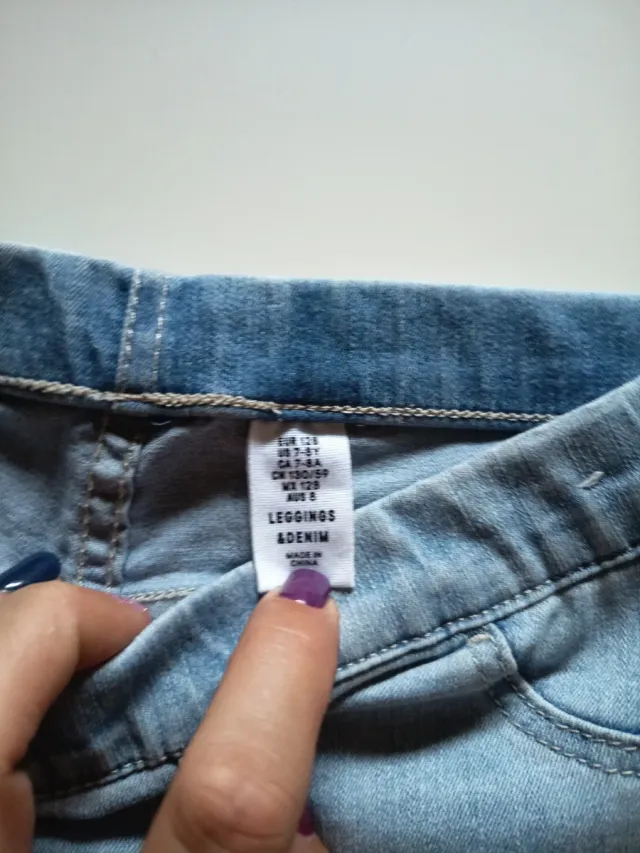 EUR 128
US 7-8Y
CA 7-8A
CN 130/59
MX 128
AUS 8
LEGGINGS
&DENIM
MADE IN
CHINA